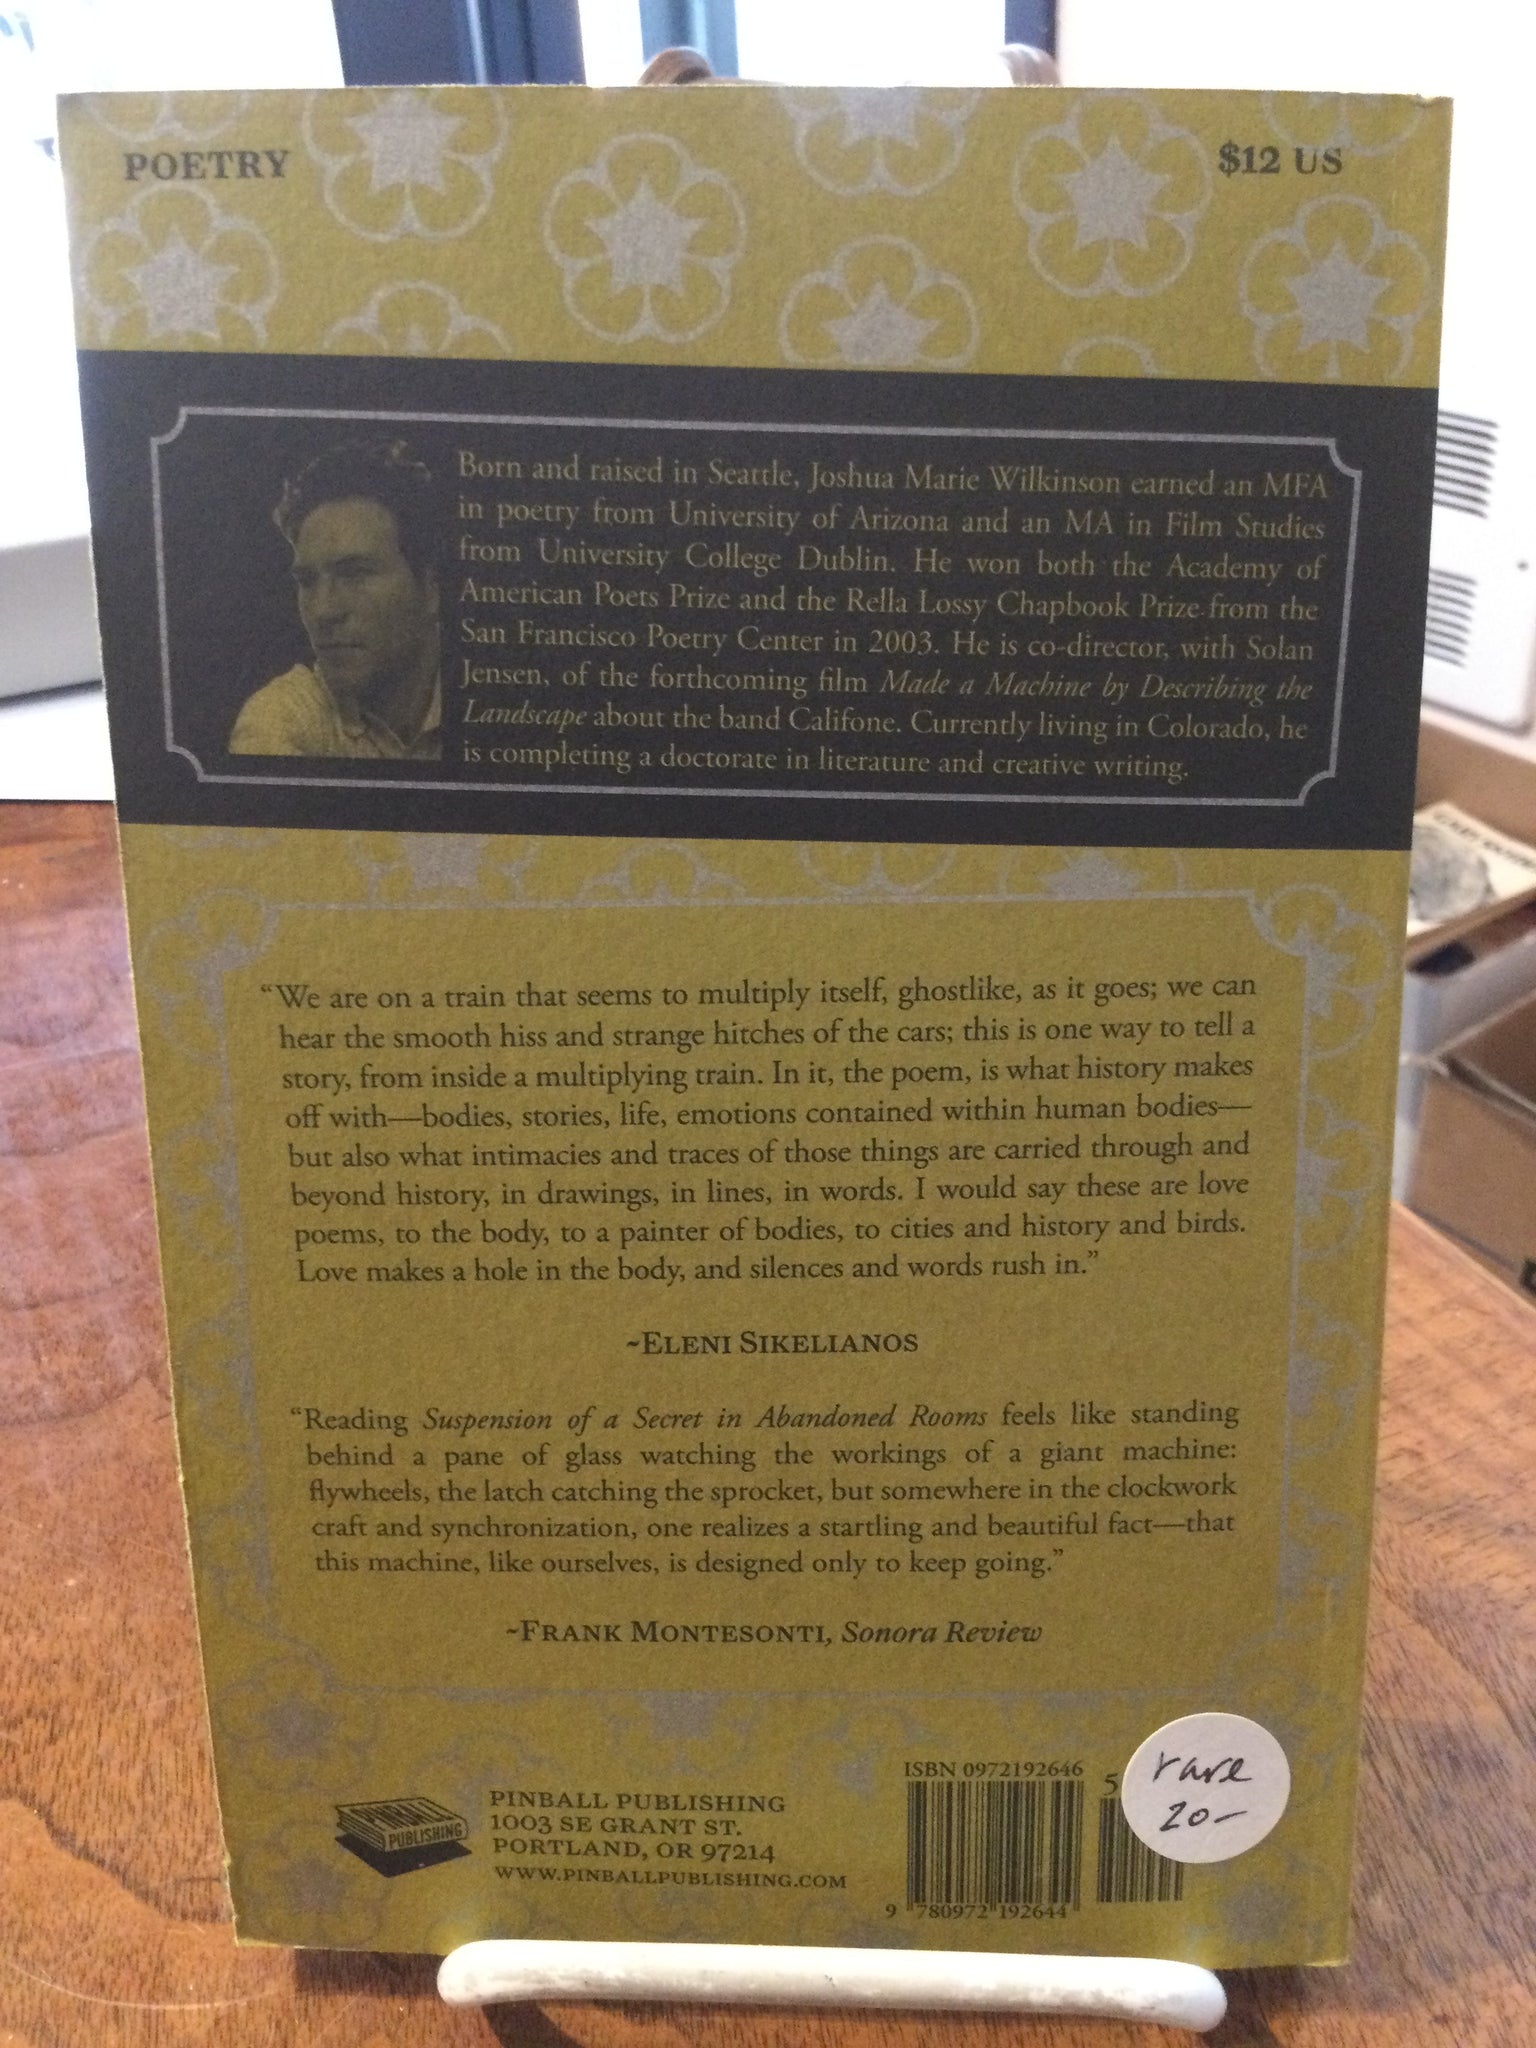 POETRY
$12 US
Born and raised in Seattle, Joshua Marie Wilkinson earned an MFA
in poetry from University of Arizona and an MA in Film Studies
from University College Dublin. He won both the Academy of
American Poets Prize and the Rella Lossy Chapbook Prize from the
San Francisco Poetry Center in 2003. He is co-director, with Solan
Jensen, of the forthcoming film Made a Machine by Describing the
Landscape about the band Califone. Currently living in Colorado, he
is completing a doctorate in literature and creative writing.
“We are on a train that seems to multiply itself, ghostlike, as it goes; we can
hear the smooth hiss and strange hitches of the cars; this is one way to tell a
story, from inside a multiplying train. In it, the poem, is what history makes
off with—bodies, stories, life, emotions contained within human bodies—
but also what intimacies and traces of those things are carried through and
beyond history, in drawings, in lines, in words. I would say these are love
poems, to the body, to a painter of bodies, to cities and history and birds.
Love makes a hole in the body, and silences and words rush in.”
~ELENI SIKELIANOS
“Reading Suspension of a Secret in Abandoned Rooms feels like standing
behind a pane of glass watching the workings of a giant machine:
flywheels, the latch catching the sprocket, but somewhere in the clockwork
craft and synchronization, one realizes a startling and beautiful fact—that
this machine, like ourselves, is designed only to keep going.”
~FRANK MONTESONTI, Sonora Review
PINBALL
PUBLISHING
PINBALL PUBLISHING
1003 SE GRANT ST.
PORTLAND, OR 97214
WWW.PINBALLPUBLISHING.COM
ISBN 0972192646
5
9 780972 192644
rare
20-